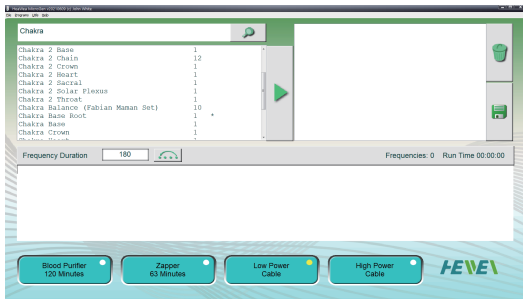 Chakra
Chakra 2 Base 1
Chakra 2 Chain 12
Chakra 2 Crown 1
Chakra 2 Heart 1
Chakra 2 Sacral 1
Chakra 2 Solar Plexus 1
Chakra 2 Throat 1
Chakra Balance (Fabian Maman Set) 10
Chakra Base Root 1 *
Chakra Base 1
Chakra Crown 1
Frequency Duration 180
Frequencies: 0 Run Time 00:00:00
Blood Purifier
120 Minutes
Zapper
63 Minutes
Low Power
Cable
High Power
Cable